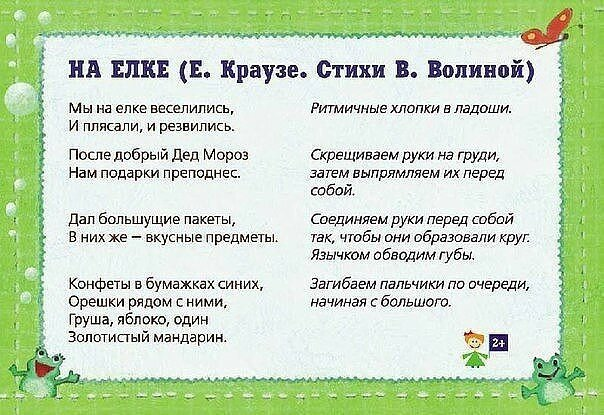 НА ЕЛКЕ (Е. Краузе. Стихи В. Волиной)
Мы на елке веселились,
И плясали, и резвились.
Ритмичные хлопки в ладоши.
После добрый Дед Мороз
Нам подарки преподнес.
Скрещиваем руки на груди,
затем выпрямляем их перед
собой.
Дал большущие пакеты,
В них же – вкусные предметы.
Соединяем руки перед собой
так, чтобы они образовали круг.
Язычком обводим губы.
Конфеты в бумажках синих,
Орешки рядом с ними,
Груша, яблоко, один
Золотистый мандарин.
Загибаем пальчики по очереди,
начиная с большого.
2+